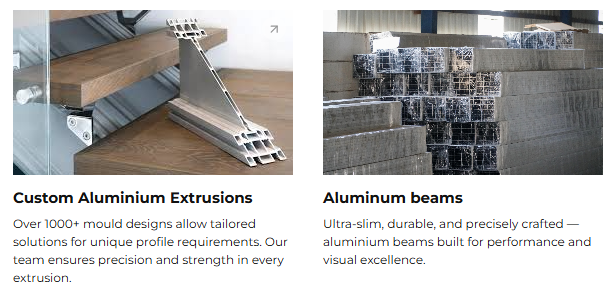 Custom Aluminium Extrusions
Over 1000+ mould designs allow tailored
solutions for unique profile requirements. Our
team ensures precision and strength in every
extrusion.
Aluminum beams
Ultra-slim, durable, and precisely crafted —
aluminium beams built for performance and
visual excellence.